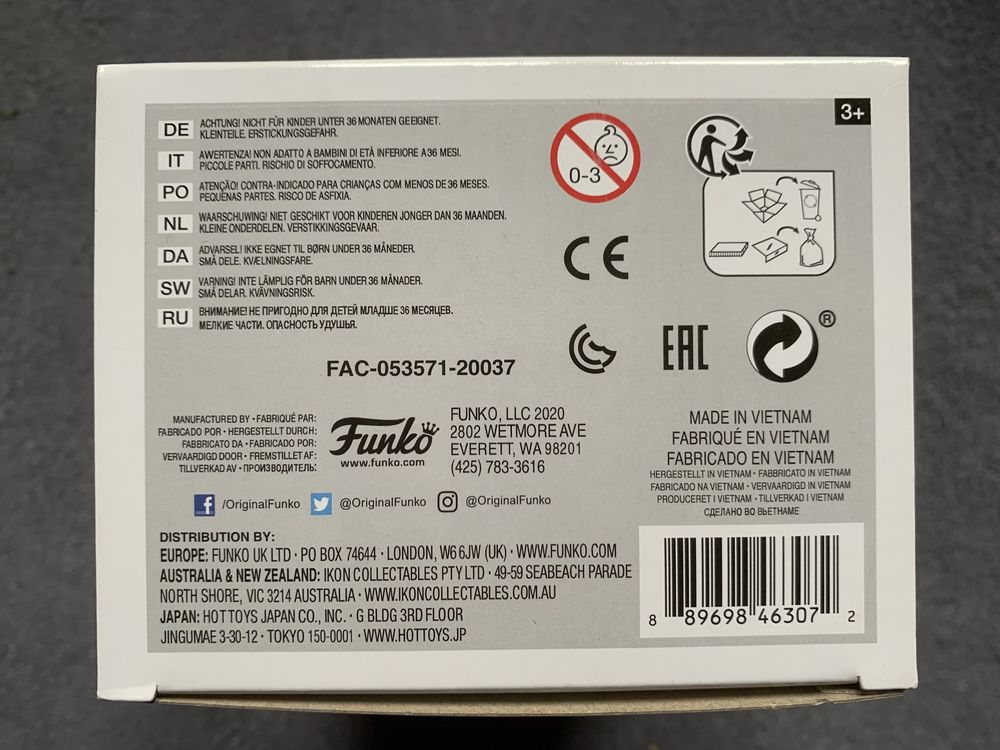 3+
DE
ACHTUNG! NICHT FÜR KINDER UNTER 36 MONATEN GEEIGNET.
KLEINTEILE. ERSTICKUNGSGEFAHR.
IT
AWERTENZA! NON ADATTO A BAMBINI DI ETÀ INFERIORE A36 MESI.
PICCOLE PARTI. RISCHIO DI SOFFOCAMENTO.
PO
ATENÇÃO! CONTRA-INDICADO PARA CRIANÇAS COM MENOS DE 36 MESES.
PEQUENAS PARTES. RISCO DE ASFIXIA.
NL
WAARSCHUWING! NIET GESCHIKT VOOR KINDEREN JONGER DAN 36 MAANDEN.
KLEINE ONDERDELEN. VERSTIKKINGSGEVAAR.
DA
ADVARSEL! IKKE EGNET TIL BØRN UNDER 36 MÅNEDER.
SMÅ DELE. KVÆLNINGSFARE.
SW
VARNING! INTE LÄMPLIG FÖR BARN UNDER 36 MÅNADER.
SMÅ DELAR. KVÄVNINGSRISK.
RU
ВНИМАНИЕ! НЕ ПРИГОДНО ДЛЯ ДЕТЕЙ МЛАДШЕ 36 МЕСЯЦЕВ.
МЕЛКИЕ ЧАСТИ. ОПАСНОСТЬ УДУШЬЯ.
0-3
CE
EAC
®
FAC-053571-20037
MANUFACTURED BY • FABRIQUÉ PAR:
FABRICADO POR • HERGESTELLT DURCH:
FABBRICATO DA • FABRICADO POR:
VERVAARDIGD DOOR • FREMSTILLET AF:
TILLVERKAD AV • ПРОИЗВОДИТЕЛЬ:
Funko
www.funko.com
FUNKO, LLC 2020
2802 WETMORE AVE
EVERETT, WA 98201
(425) 783-3616
/OriginalFunko
@OriginalFunko
@OriginalFunko
MADE IN VIETNAM
FABRIQUÉ EN VIETNAM
FABRICADO EN VIETNAM
HERGESTELLT IN VIETNAM • FABBRICATO IN VIETNAM
FABRICADO NA VIETNAM • VERVAARDIGD IN VIETNAM
PRODUCERET I VIETNAM • TILLVERKAD I VIETNAM
СДЕЛАНО ВО ВЬЕТНАМЕ
DISTRIBUTION BY:
EUROPE: FUNKO UK LTD • PO BOX 74644 • LONDON, W6 6JW (UK) • WWW.FUNKO.COM
AUSTRALIA & NEW ZEALAND: IKON COLLECTABLES PTY LTD • 49-59 SEABEACH PARADE
NORTH SHORE, VIC 3214 AUSTRALIA • WWW.IKONCOLLECTABLES.COM.AU
JAPAN: HOT TOYS JAPAN CO., INC. • G BLDG 3RD FLOOR
JINGUMAE 3-30-12 • TOKYO 150-0001 • WWW.HOTTOYS.JP
8 89698 46307 2